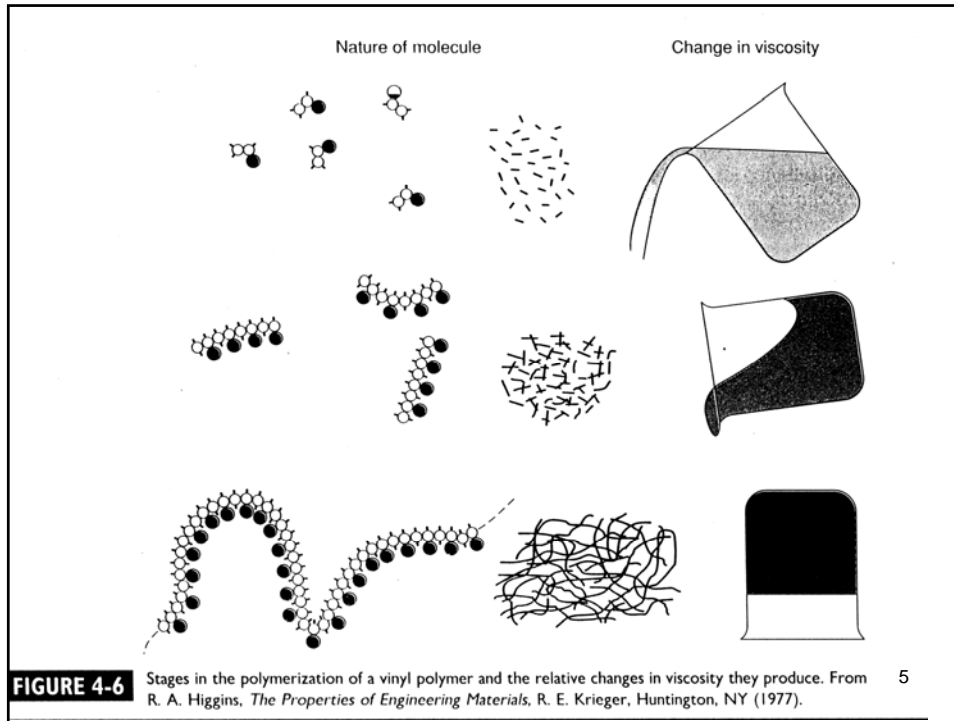 Nature of molecule
Change in viscosity
FIGURE 4-6 Stages in the polymerization of a vinyl polymer and the relative changes in viscosity they produce. From
R. A. Higgins, The Properties of Engineering Materials, R. E. Krieger, Huntington, NY (1977).
5